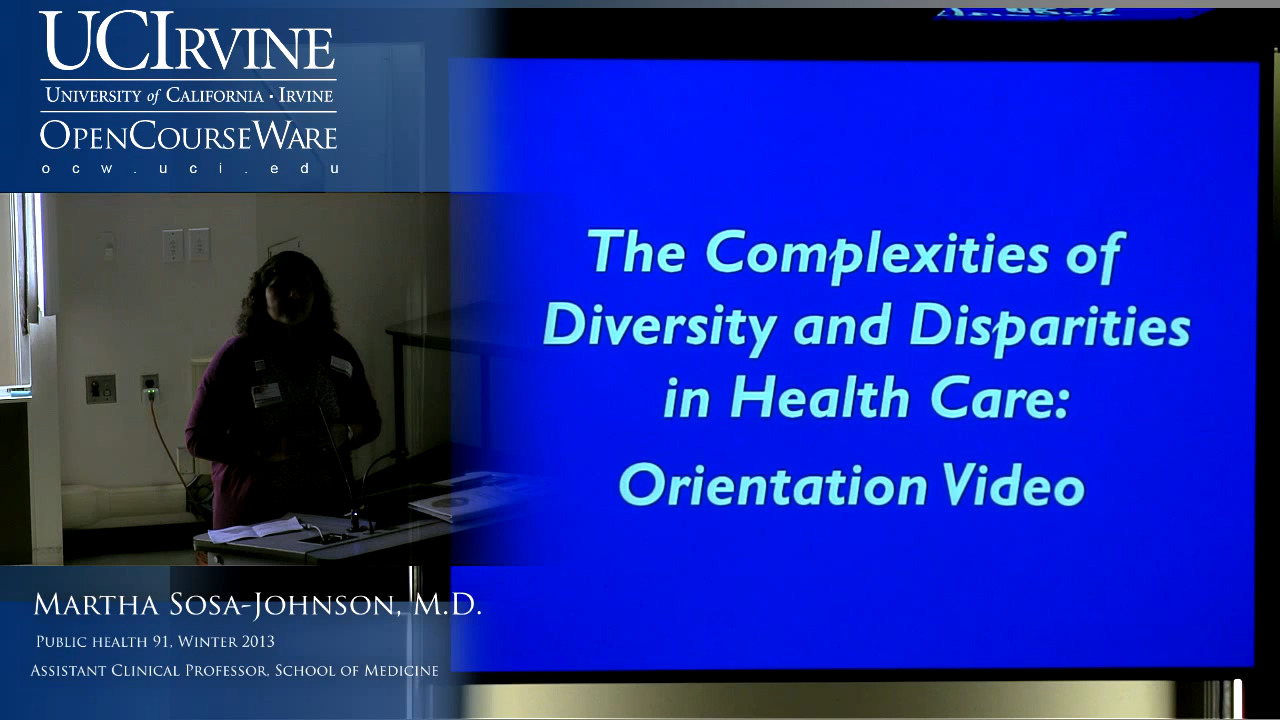 UCIRVINE
UNIVERSITY of CALIFORNIA · IRVINE
OPENCOURSEWARE
ocw.uci.edu
The Complexities of
Diversity and Disparities
in Health Care:
Orientation Video
MARTHA SOSA-JOHNSON, M.D.
PUBLIC HEALTH 91, WINTER 2013
ASSISTANT CLINICAL PROFESSOR, SCHOOL OF MEDICINE